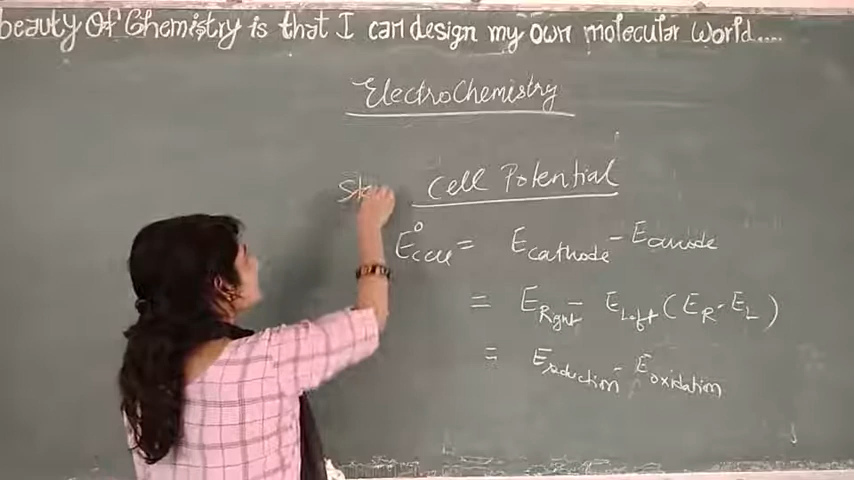 beauty Of Chemistry is that I can design my own molecular World....
ElectroChemistry
Cell Potential
E°cell = Ecathode - Eanode
= ERight - ELeft (ER - EL)
= Ereduction - Eoxidation